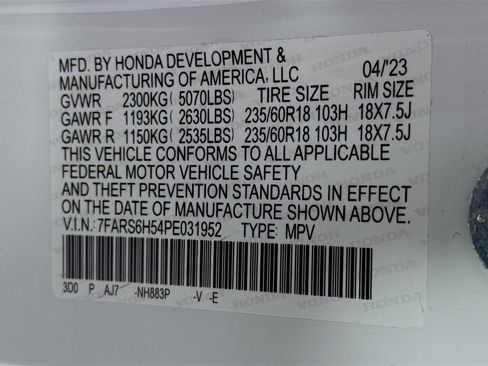 MFD. BY HONDA DEVELOPMENT & 04/'23
MANUFACTURING OF AMERICA, LLC
GVWR 2300KG(5070LBS) TIRE SIZE RIM SIZE
GAWR F 1193KG(2630LBS) 235/60R18 103H 18X7.5J
GAWR R 1150KG(2535LBS) 235/60R18 103H 18X7.5J
THIS VEHICLE CONFORMS TO ALL APPLICABLE
FEDERAL MOTOR VEHICLE SAFETY
AND THEFT PREVENTION STANDARDS IN EFFECT
ON THE DATE OF MANUFACTURE SHOWN ABOVE.
V.I.N.:7FARS6H54PE031952 TYPE: MPV
3D0 P AJ7 -NH883P -V -E